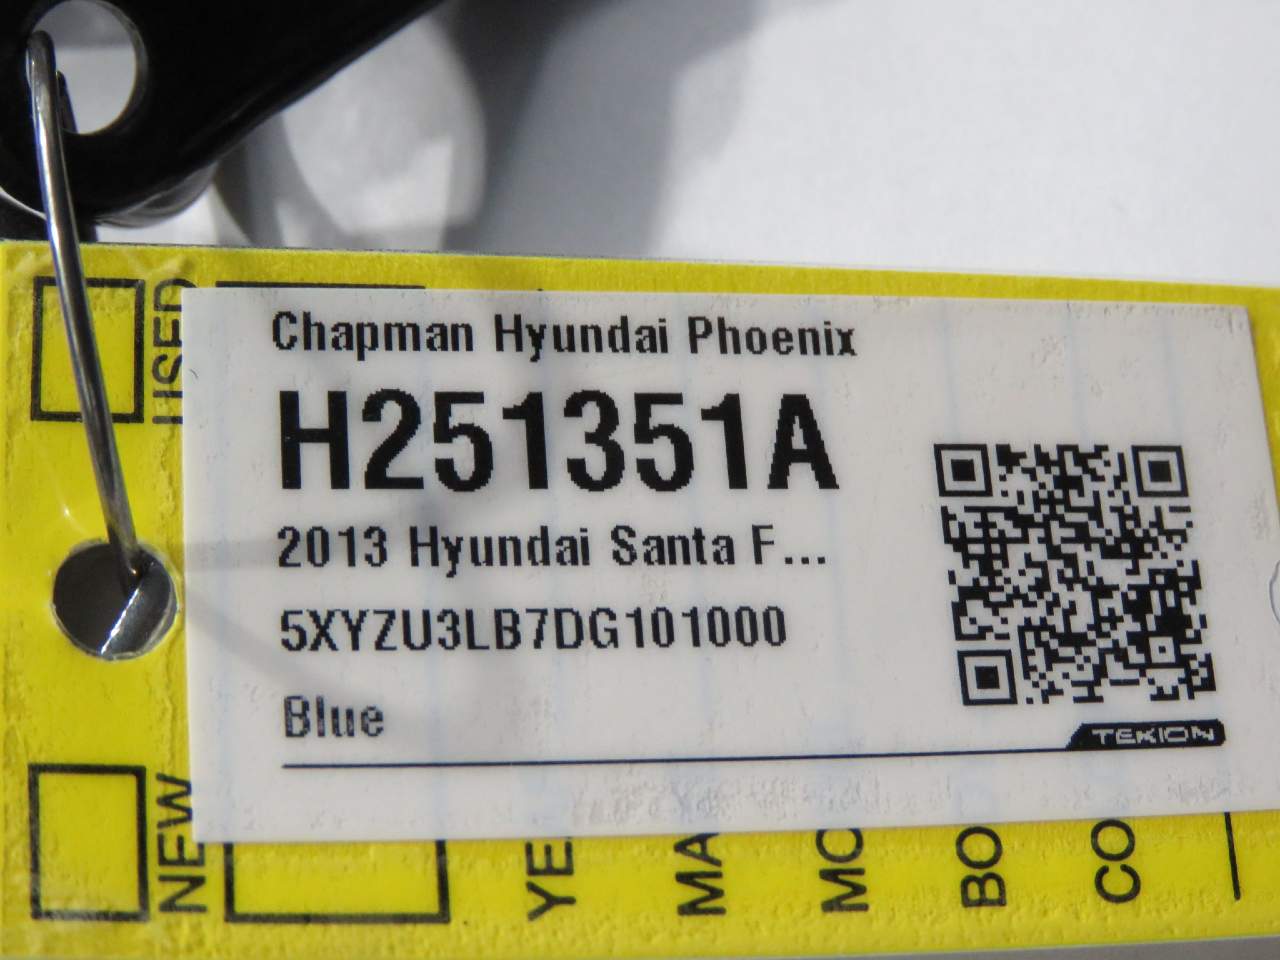 Chapman Hyundai Phoenix
H251351A
2013 Hyundai Santa F...
5XYZU3LB7DG101000
Blue
TEKION
USED
NEW
YE
MA
MO
BO
CO